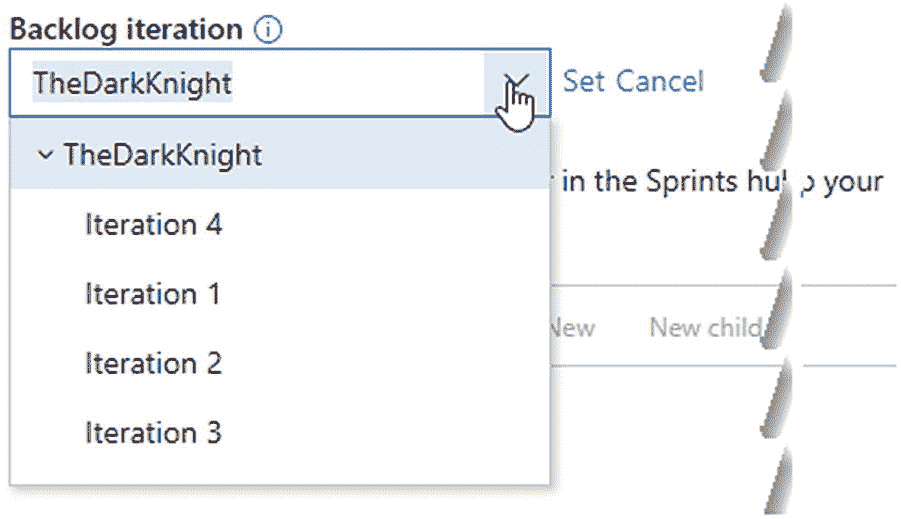 Backlog iteration
TheDarkKnight
Set Cancel
TheDarkKnight
in the Sprints your
Iteration 4
Iteration 1
Iteration 2
New New child
Iteration 3